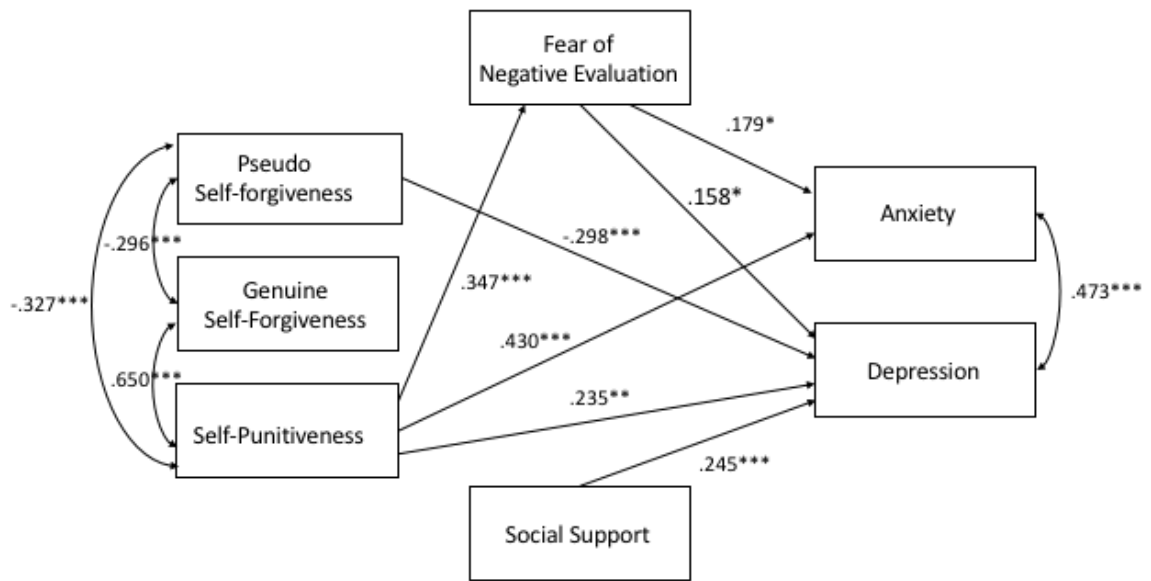 Fear of
Negative Evaluation
.179*
Pseudo
Self-forgiveness
.158*
Anxiety
-.296***
-.298***
.347***
Genuine
Self-Forgiveness
-.327***
.473***
.430***
.650***
Depression
.235**
Self-Punitiveness
.245***
Social Support